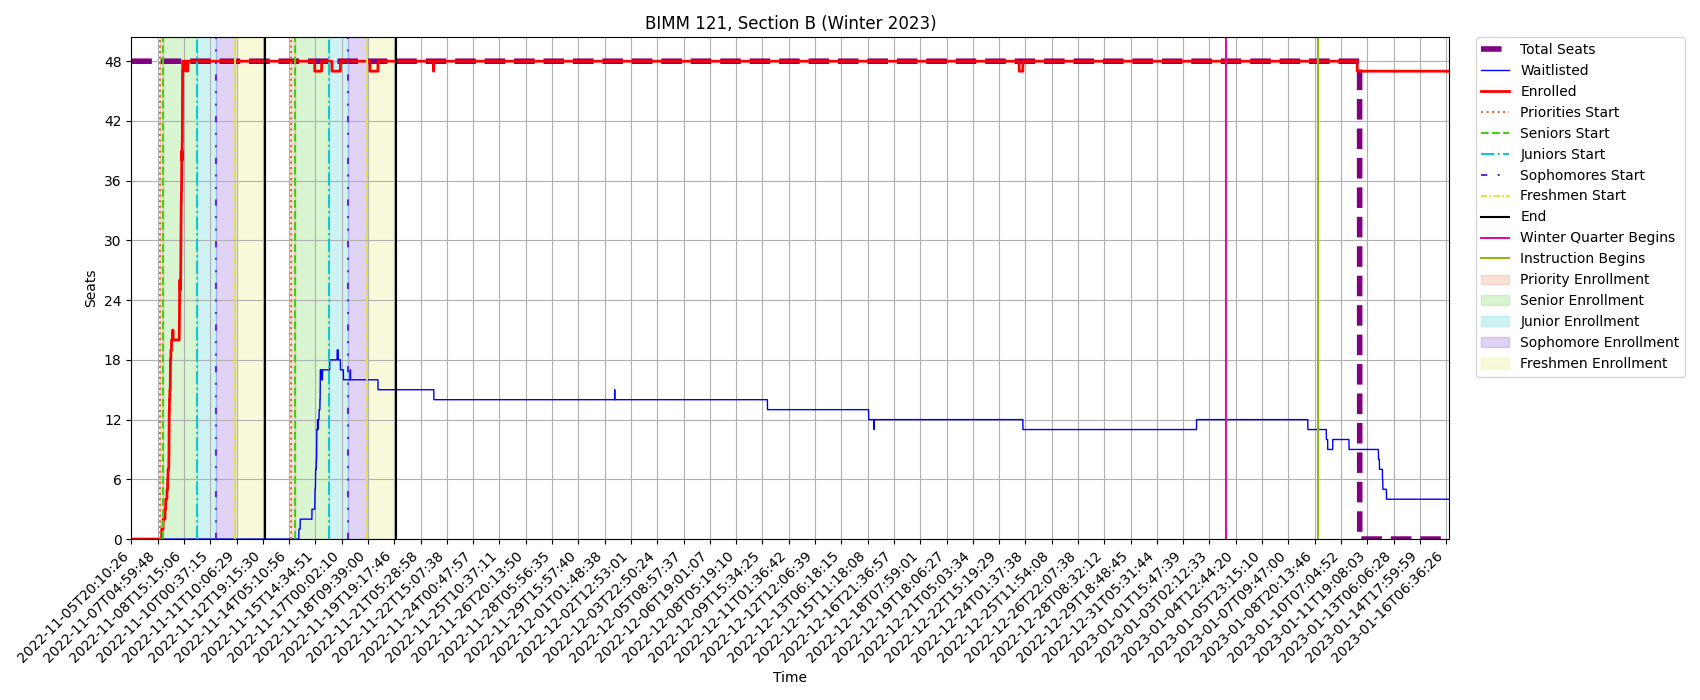 BIMM 121, Section B (Winter 2023)
Seats
48
42
36
30
24
18
12
6
0
2022-11-05T20:10:26
2022-11-07T04:59:48
2022-11-08T15:15:06
2022-11-10T00:37:15
2022-11-11T10:06:29
2022-11-12T19:15:30
2022-11-14T05:10:56
2022-11-15T14:34:51
2022-11-17T00:02:10
2022-11-18T09:39:00
2022-11-19T19:17:46
2022-11-21T05:28:58
2022-11-22T15:07:38
2022-11-24T00:47:57
2022-11-25T10:37:11
2022-11-26T20:13:50
2022-11-28T05:56:35
2022-11-29T15:57:40
2022-12-01T01:48:38
2022-12-02T12:53:01
2022-12-03T22:50:24
2022-12-05T08:57:37
2022-12-06T19:01:07
2022-12-08T05:19:10
2022-12-09T15:34:25
2022-12-11T01:36:42
2022-12-12T12:06:39
2022-12-13T06:18:15
2022-12-15T11:18:08
2022-12-16T21:36:57
2022-12-18T07:59:01
2022-12-19T18:06:27
2022-12-21T05:03:34
2022-12-22T15:19:29
2022-12-24T01:37:38
2022-12-25T11:54:08
2022-12-26T22:07:38
2022-12-28T08:32:12
2022-12-29T18:48:45
2022-12-31T05:31:44
2023-01-01T15:47:39
2023-01-03T02:12:33
2023-01-04T12:44:20
2023-01-05T23:15:10
2023-01-07T09:47:00
2023-01-08T20:13:46
2023-01-10T07:04:52
2023-01-11T19:08:03
2023-01-13T06:06:28
2023-01-14T17:59:59
2023-01-16T06:36:26
Time
Total Seats
Waitlisted
Enrolled
Priorities Start
Seniors Start
Juniors Start
Sophomores Start
Freshmen Start
End
Winter Quarter Begins
Instruction Begins
Priority Enrollment
Senior Enrollment
Junior Enrollment
Sophomore Enrollment
Freshmen Enrollment